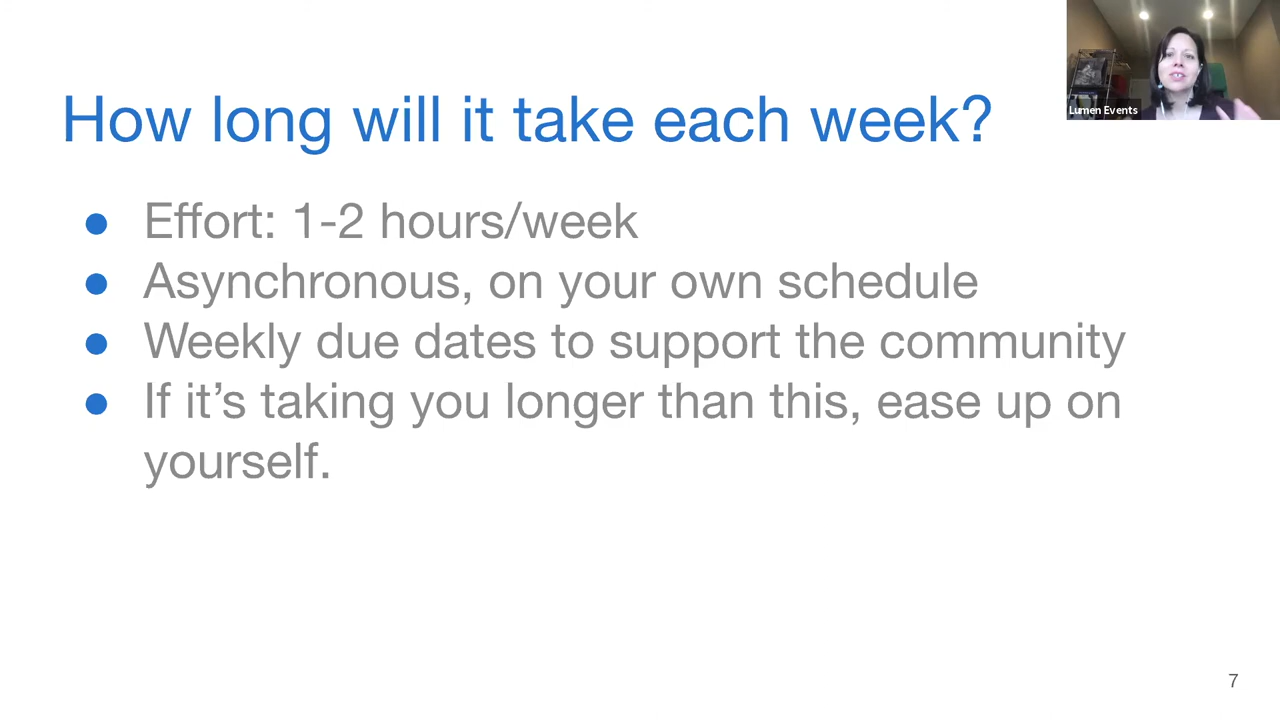 How long will it take each week?
Lumen Events
● Effort: 1-2 hours/week
● Asynchronous, on your own schedule
● Weekly due dates to support the community
● If it’s taking you longer than this, ease up on
yourself.
7